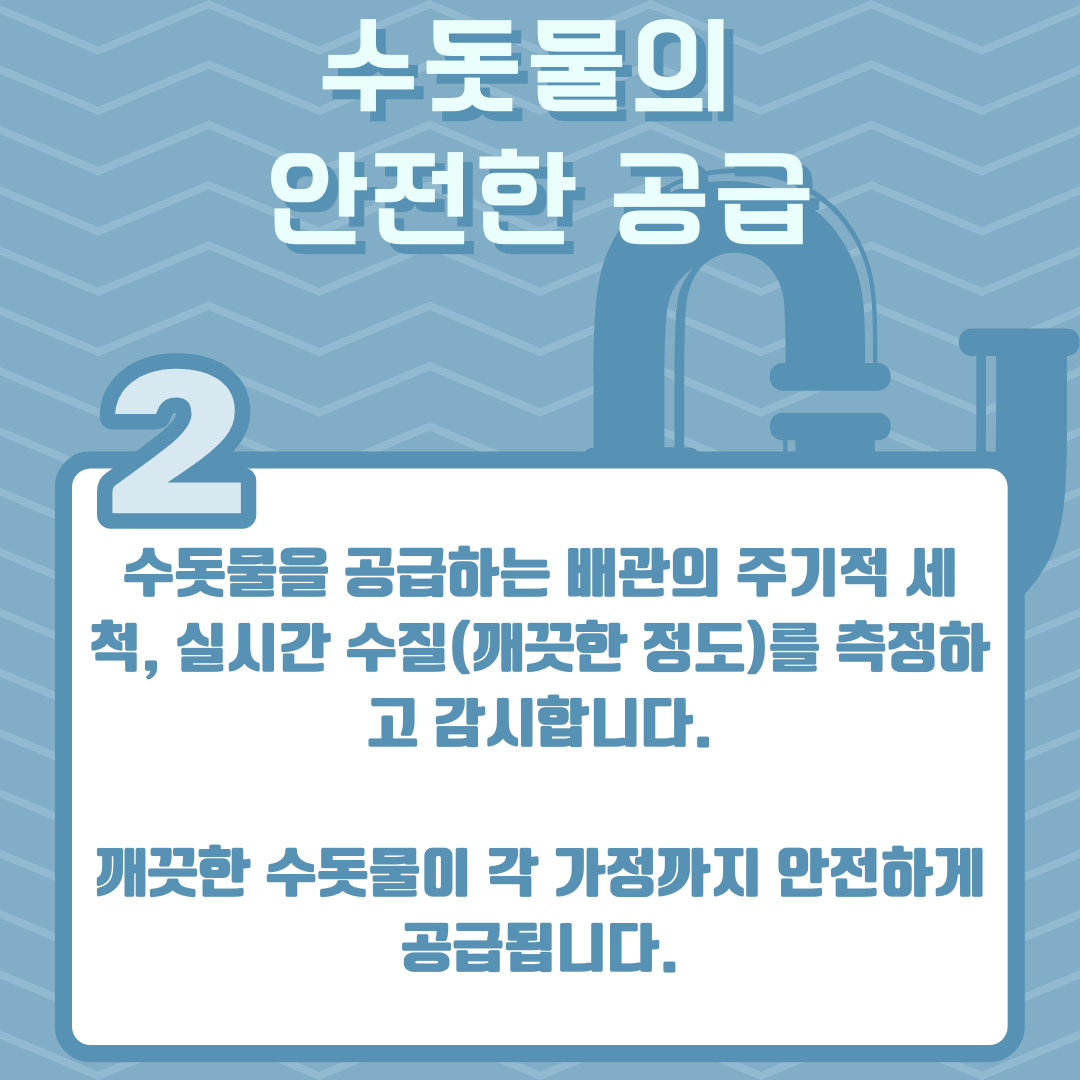 수돗물의
안전한 공급
2
수돗물을 공급하는 배관의 주기적 세
척, 실시간 수질(깨끗한 정도)를 측정하
고 감시합니다.
깨끗한 수돗물이 각 가정까지 안전하게
공급됩니다.